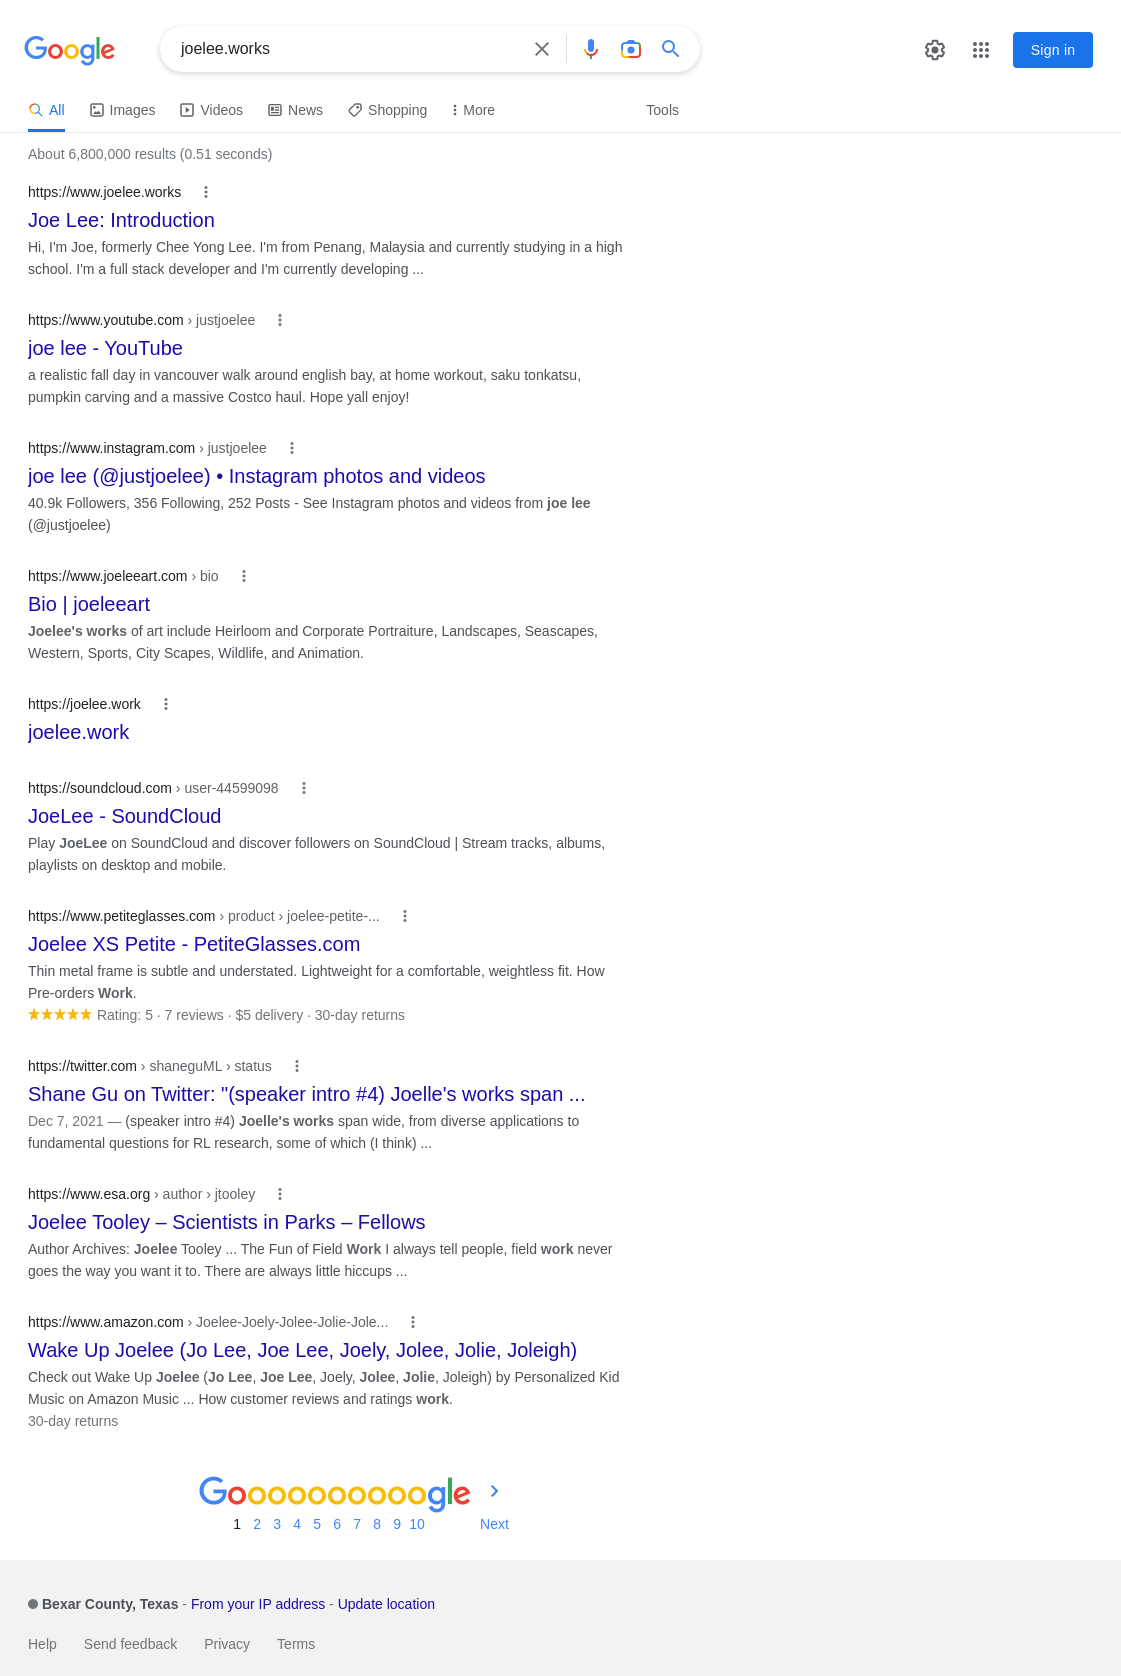 Google
joelee.works
Sign in
All Images Videos News Shopping More Tools
About 6,800,000 results (0.51 seconds)
https://www.joelee.works
Joe Lee: Introduction
Hi, I'm Joe, formerly Chee Yong Lee. I'm from Penang, Malaysia and currently studying in a high
school. I'm a full stack developer and I'm currently developing ...
https://www.youtube.com › justjoelee
joe lee - YouTube
a realistic fall day in vancouver walk around english bay, at home workout, saku tonkatsu,
pumpkin carving and a massive Costco haul. Hope yall enjoy!
https://www.instagram.com › justjoelee
joe lee (@justjoelee) • Instagram photos and videos
40.9k Followers, 356 Following, 252 Posts - See Instagram photos and videos from joe lee
(@justjoelee)
https://www.joeleeart.com › bio
Bio | joeleeart
Joelee's works of art include Heirloom and Corporate Portraiture, Landscapes, Seascapes,
Western, Sports, City Scapes, Wildlife, and Animation.
https://joelee.work
joelee.work
https://soundcloud.com › user-44599098
JoeLee - SoundCloud
Play JoeLee on SoundCloud and discover followers on SoundCloud | Stream tracks, albums,
playlists on desktop and mobile.
https://www.petiteglasses.com › product › joelee-petite-...
Joelee XS Petite - PetiteGlasses.com
Thin metal frame is subtle and understated. Lightweight for a comfortable, weightless fit. How
Pre-orders Work.
Rating: 5 · 7 reviews · $5 delivery · 30-day returns
https://twitter.com › shaneguML › status
Shane Gu on Twitter: "(speaker intro #4) Joelle's works span ...
Dec 7, 2021 — (speaker intro #4) Joelle's works span wide, from diverse applications to
fundamental questions for RL research, some of which (I think) ...
https://www.esa.org › author › jtooley
Joelee Tooley – Scientists in Parks – Fellows
Author Archives: Joelee Tooley ... The Fun of Field Work I always tell people, field work never
goes the way you want it to. There are always little hiccups ...
https://www.amazon.com › Joelee-Joely-Jolee-Jolie-Jole...
Wake Up Joelee (Jo Lee, Joe Lee, Joely, Jolee, Jolie, Joleigh)
Check out Wake Up Joelee (Jo Lee, Joe Lee, Joely, Jolee, Jolie, Joleigh) by Personalized Kid
Music on Amazon Music ... How customer reviews and ratings work.
30-day returns
Goooooooooogle
1 2 3 4 5 6 7 8 9 10 Next
Bexar County, Texas - From your IP address - Update location
Help Send feedback Privacy Terms